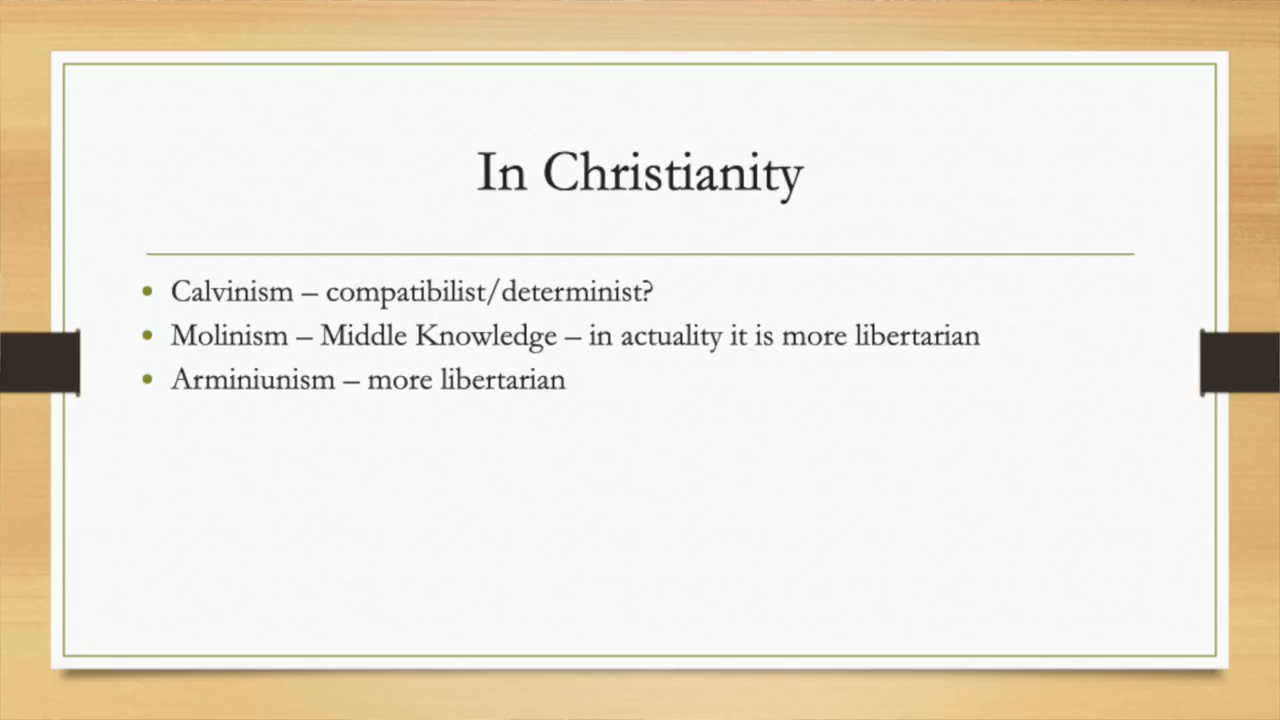 In Christianity
• Calvinism – compatibilist/determinist?
• Molinism – Middle Knowledge – in actuality it is more libertarian
• Arminiunism – more libertarian